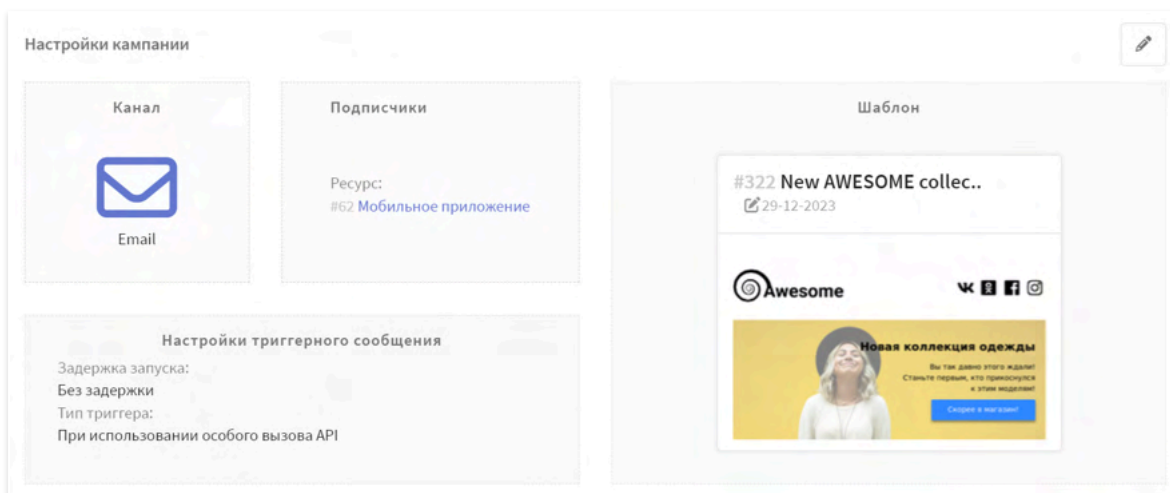 Настройки кампании
Канал
Email
Подписчики
Ресурс:
#62 Мобильное приложение
Настройки триггерного сообщения
Задержка запуска:
Без задержки
Тип триггера:
При использовании особого вызова API
Шаблон
#322 New AWESOME collec..
29-12-2023
Awesome
Новая коллекция одежды
Вы так давно этого ждали!
Станьте первым, кто прикоснулся
к этим моделям!
Скорее в магазин!